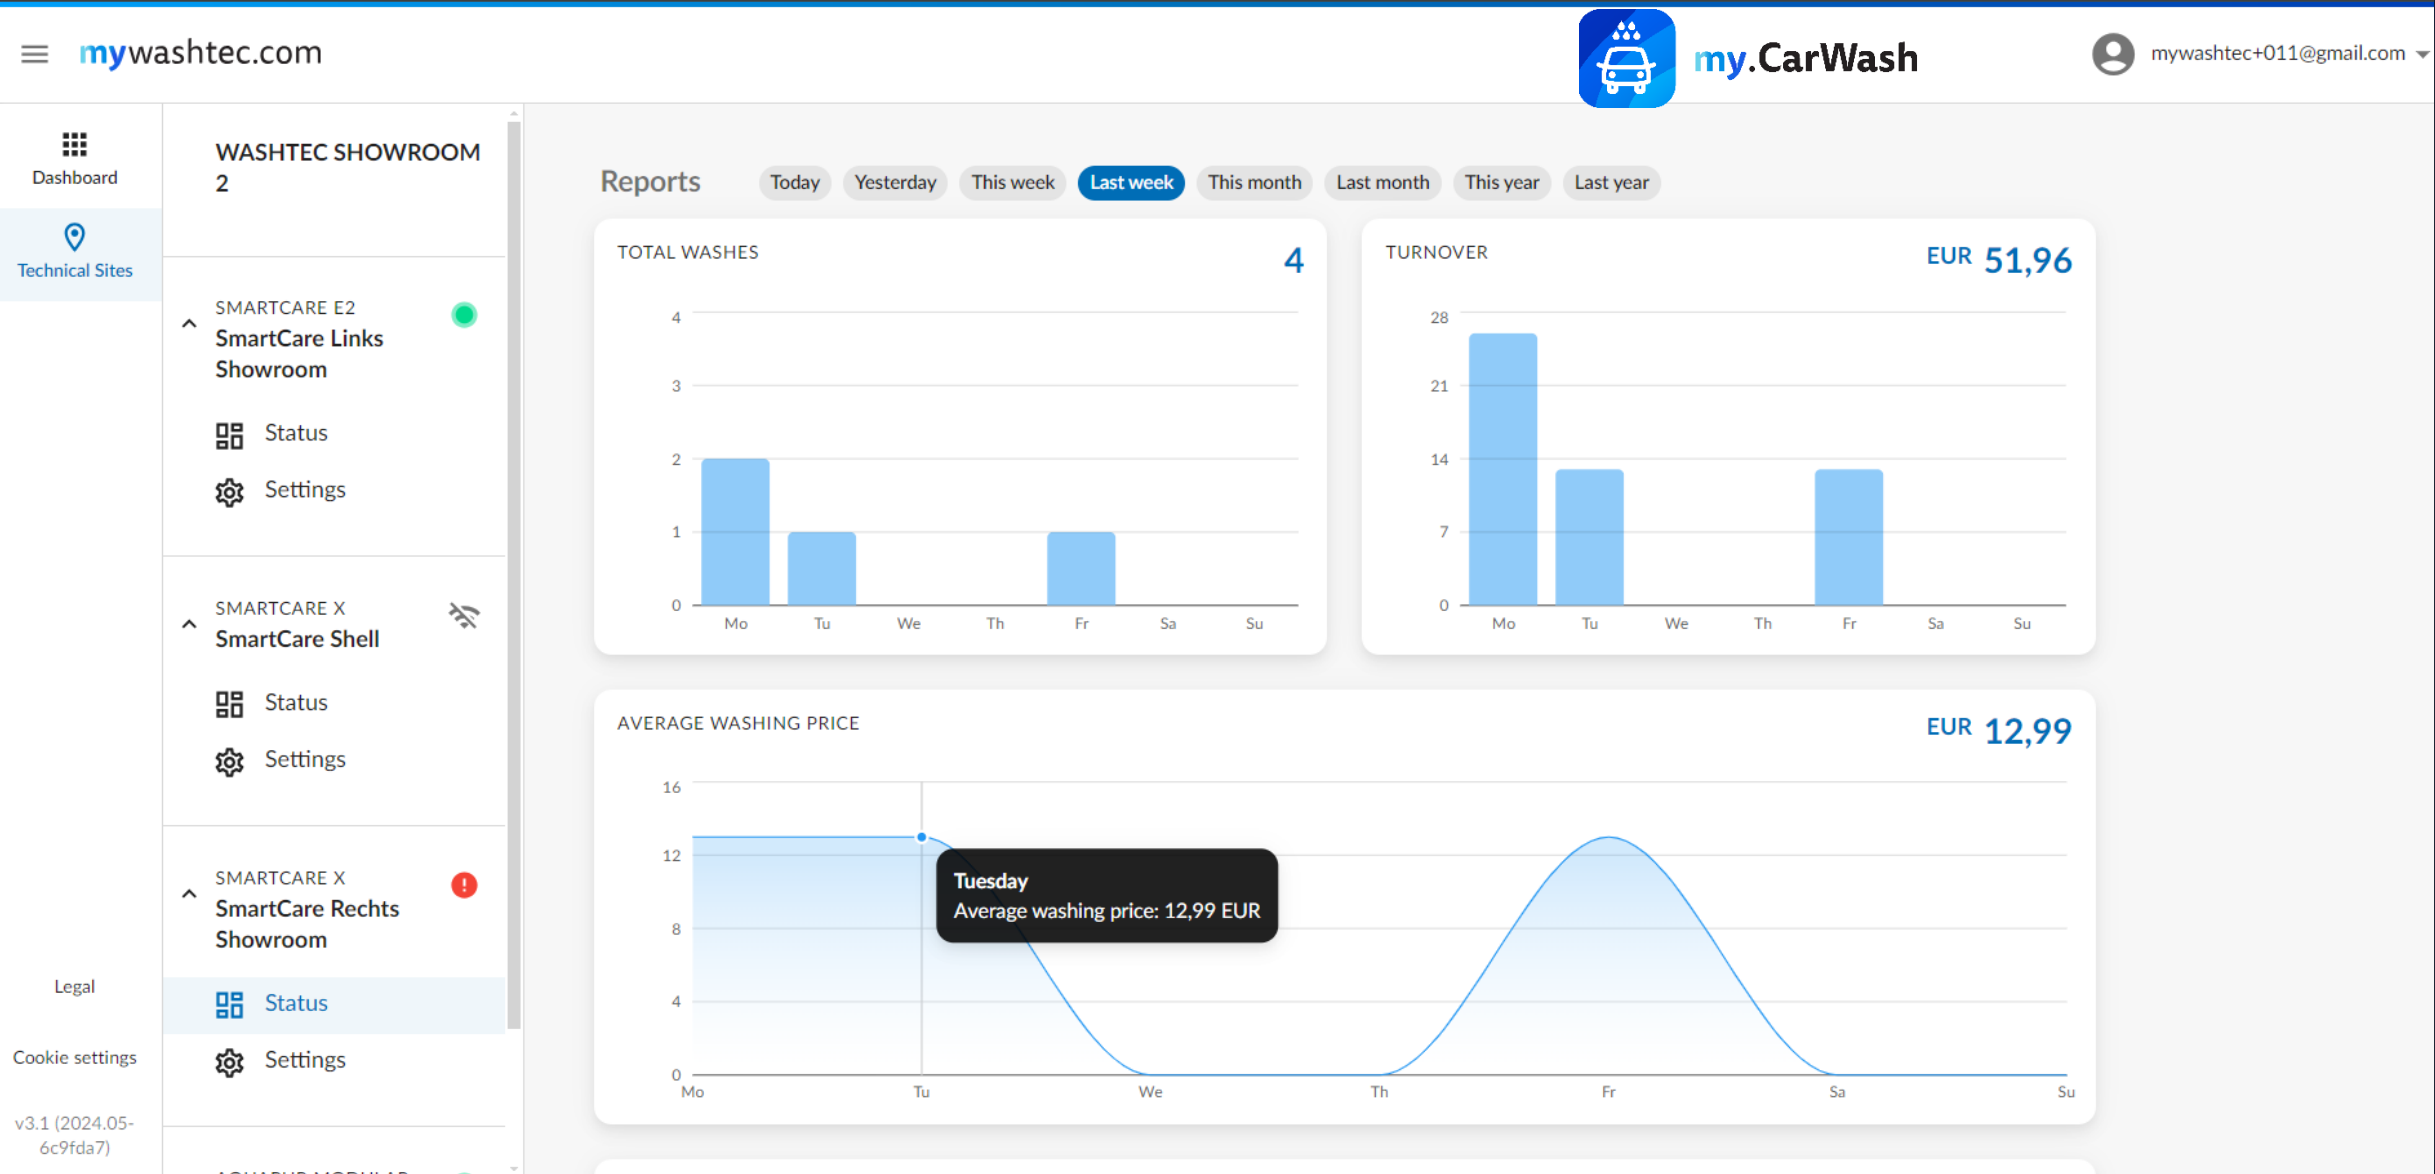 mywashtec.com
my.CarWash
mywashtec+011@gmail.com
Dashboard
Technical Sites
Legal
Cookie settings
v3.1 (2024.05-
6c9fda7)
WASHTEC SHOWROOM
2
SMARTCARE E2
SmartCare Links
Showroom
Status
Settings
SMARTCARE X
SmartCare Shell
Status
Settings
SMARTCARE X
SmartCare Rechts
Showroom
Status
Settings
Reports
Today
Yesterday
This week
Last week
This month
Last month
This year
Last year
TOTAL WASHES
4
4
3
2
1
0
Mo Tu We Th Fr Sa Su
TURNOVER
EUR 51,96
28
21
14
7
0
Mo Tu We Th Fr Sa Su
AVERAGE WASHING PRICE
EUR 12,99
16
12
8
4
0
Tuesday
Average washing price: 12,99 EUR
Mo Tu We Th Fr Sa Su